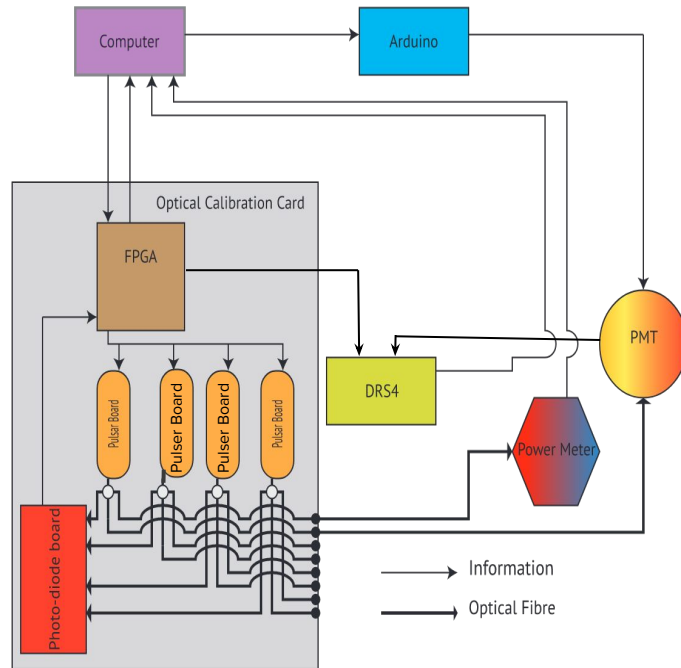 Computer
Arduino
Optical Calibration Card
FPGA
PMT
DRS4
Pulsar Board
Pulser Board
Pulser Board
Pulsar Board
Power Meter
Photo-diode board
Information
Optical Fibre